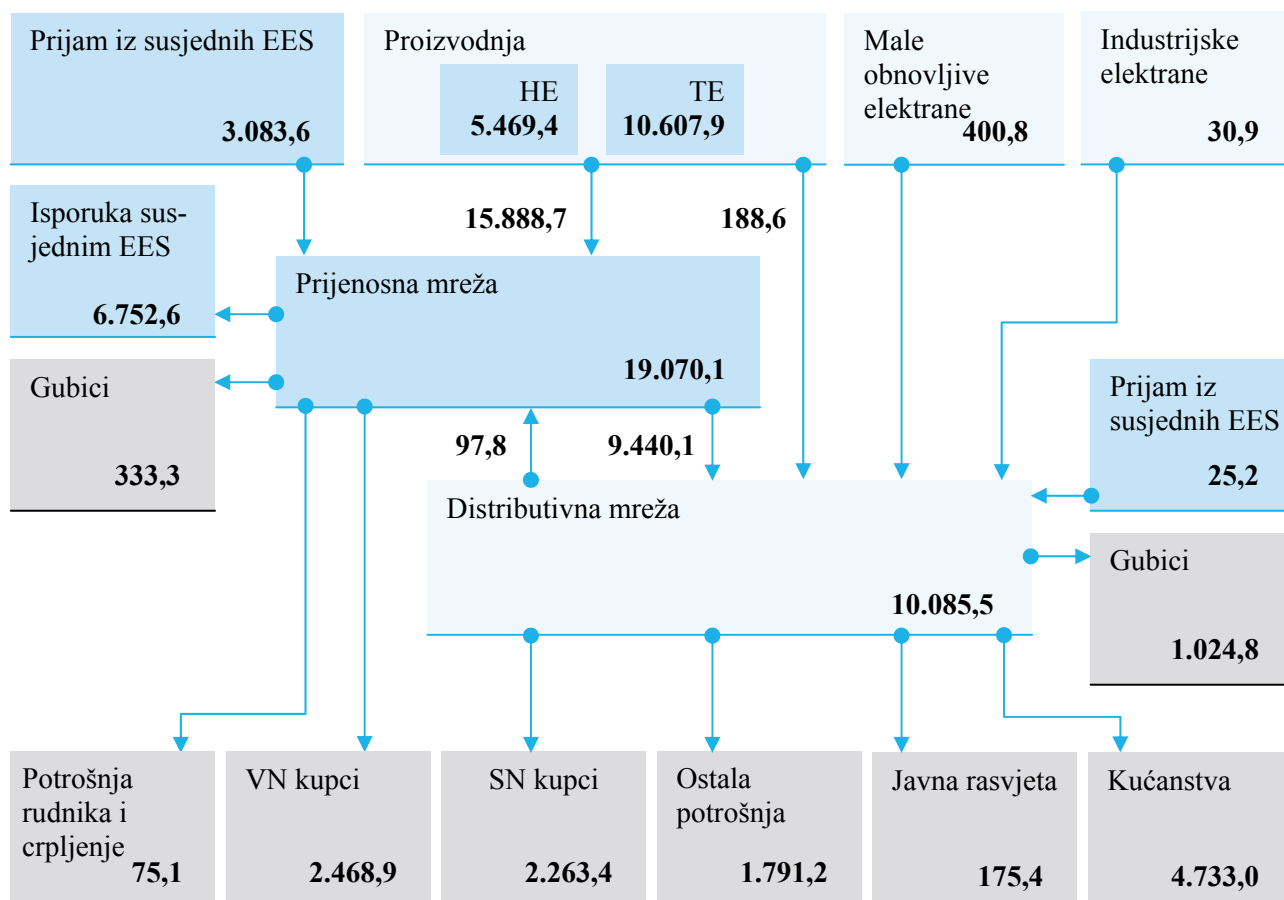 Prijam iz susjednih EES
3.083,6
Proizvodnja
HE
5.469,4
TE
10.607,9
Male
obnovljive
elektrane
400,8
Industrijske
elektrane
30,9
15.888,7
188,6
Isporuka sus-
jednim EES
6.752,6
Prijenosna mreža
19.070,1
Gubici
333,3
97,8
9.440,1
Prijam iz
susjednih EES
25,2
Distributivna mreža
10.085,5
Gubici
1.024,8
Potrošnja
rudnika i
crpljenje
75,1
VN kupci
2.468,9
SN kupci
2.263,4
Ostala
potrošnja
1.791,2
Javna rasvjeta
175,4
Kućanstva
4.733,0